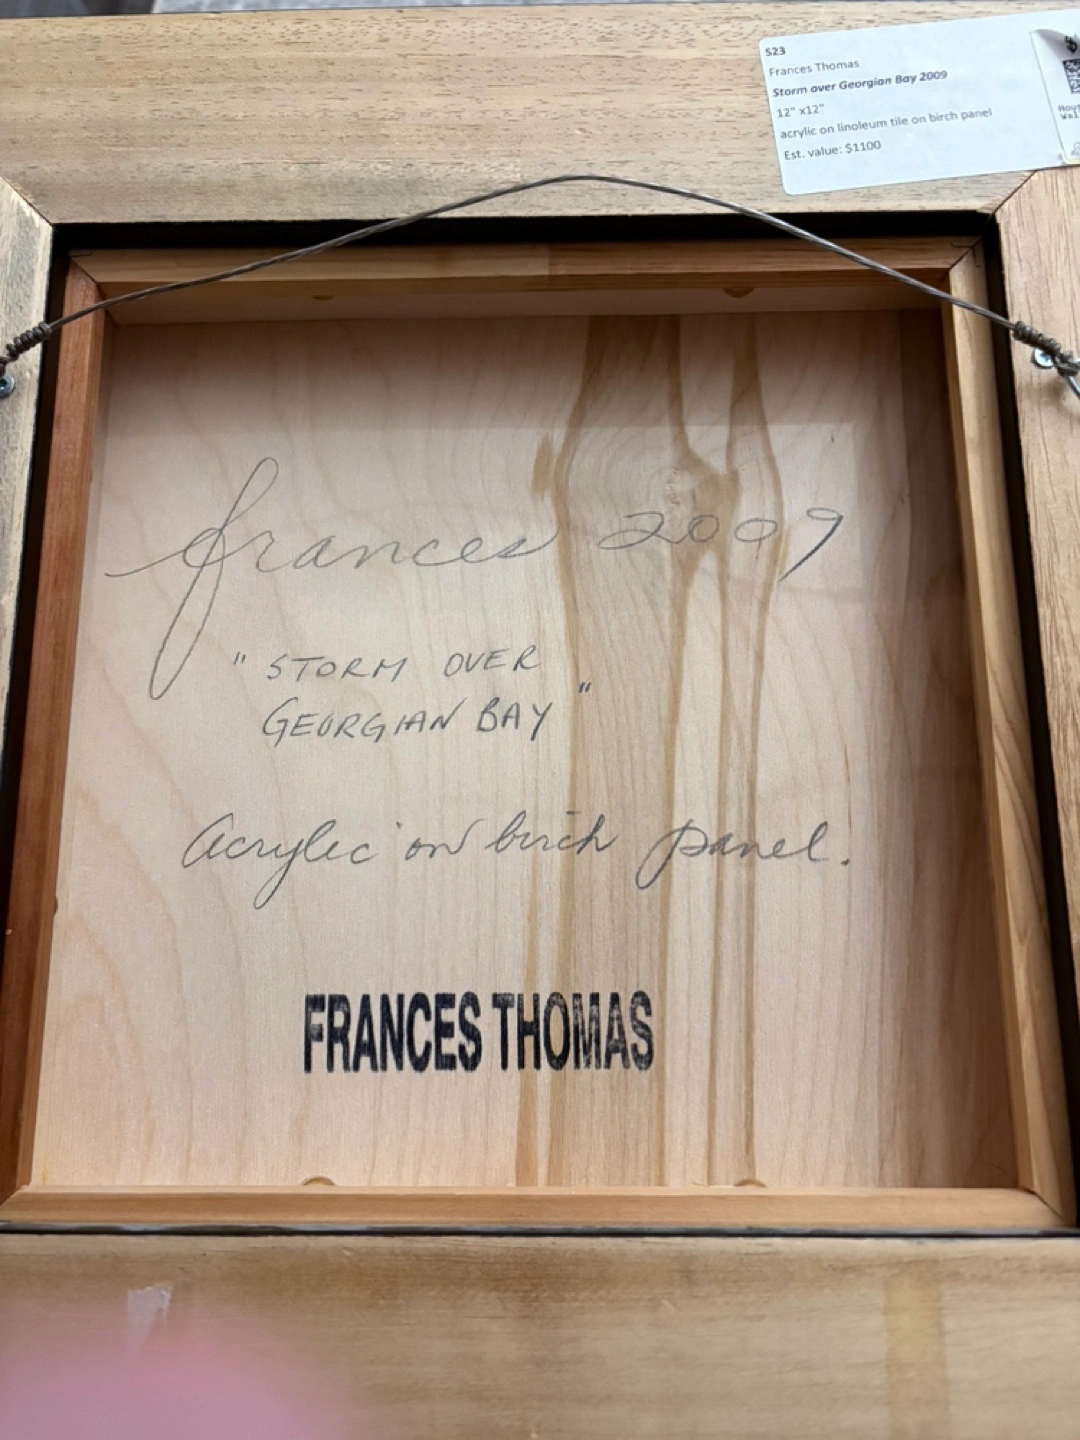 S23
Frances Thomas
Storm over Georgian Bay 2009
12" x12"
acrylic on linoleum tile on birch panel
Est. value: $1100
$
frances 2009
" STORM OVER
GEORGIAN BAY "
Acrylic on birch panel.
FRANCES THOMAS